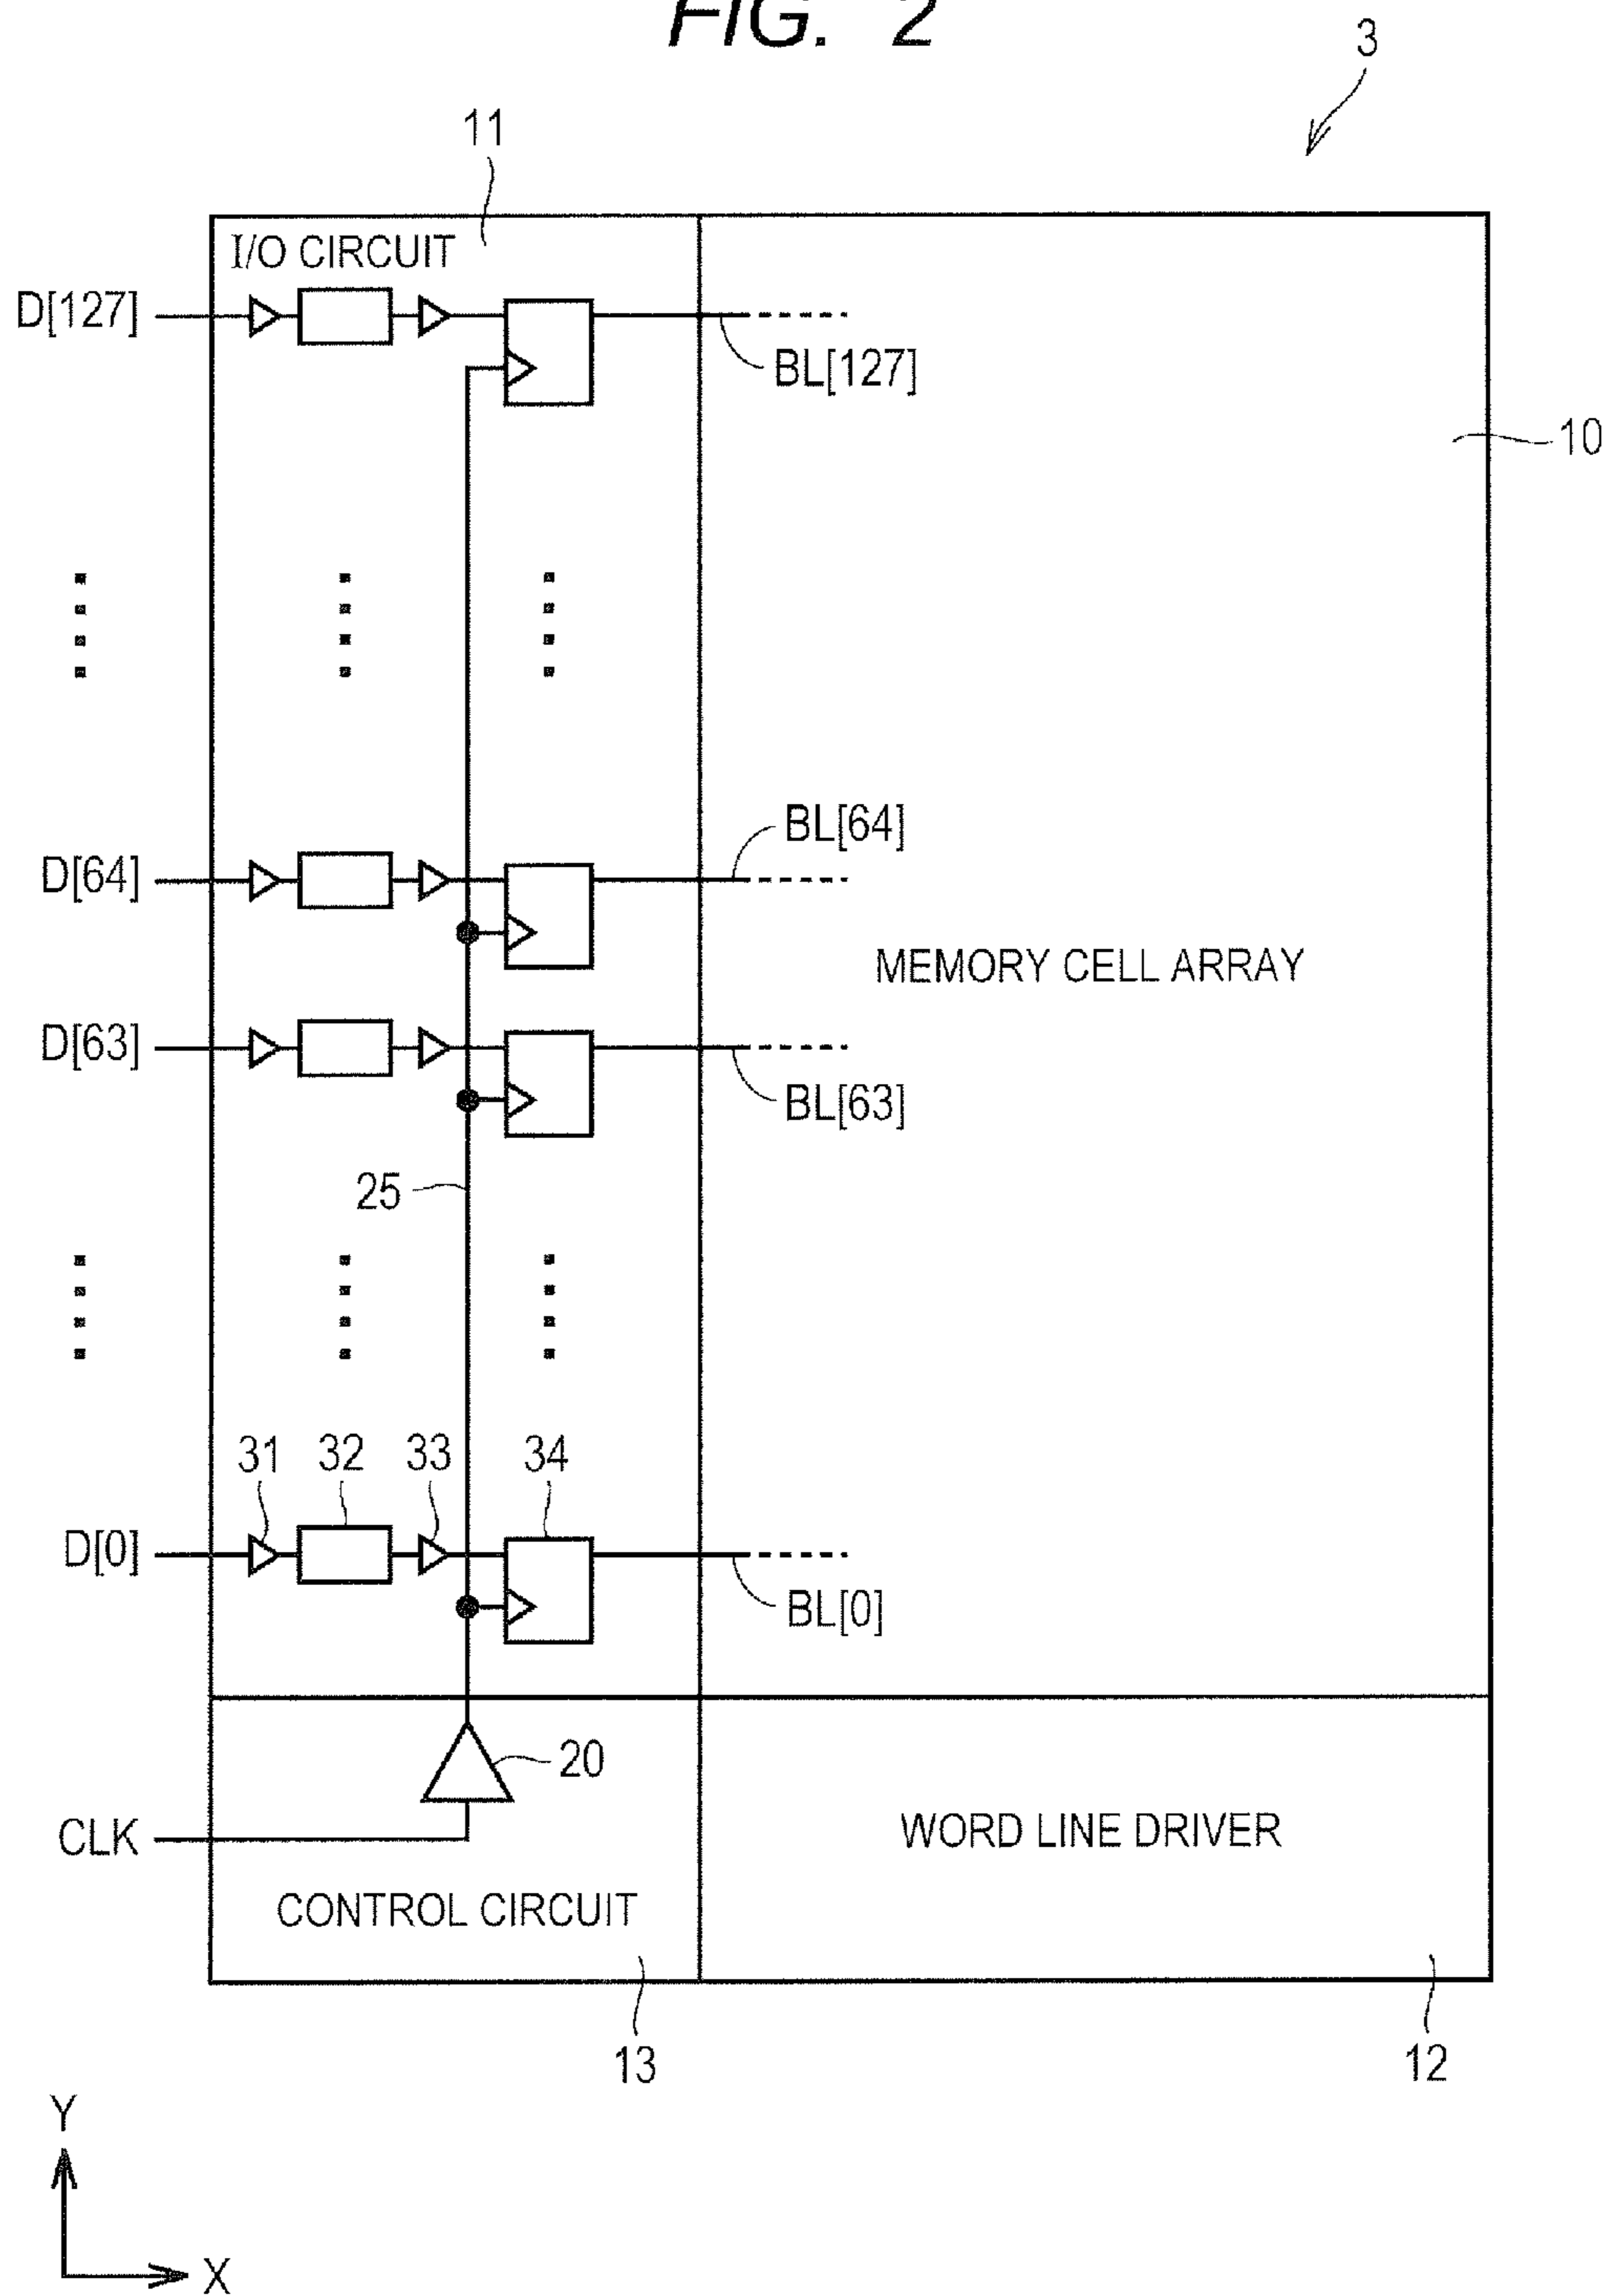 FIG. 2
3
11
I/O CIRCUIT
D[127]
BL[127]
10
BL[64]
D[64]
MEMORY CELL ARRAY
D[63]
BL[63]
25
31 32 33 34
D[0]
BL[0]
20
CLK
WORD LINE DRIVER
CONTROL CIRCUIT
13
12
Y
X